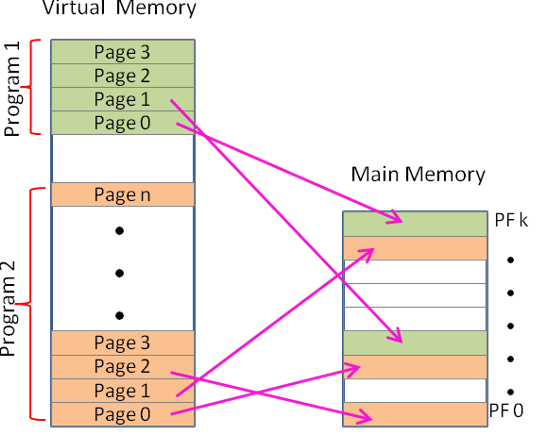 Virtual Memory
Program 1
Page 3
Page 2
Page 1
Page 0
Program 2
Page n
Page 3
Page 2
Page 1
Page 0
Main Memory
PF k
PF 0